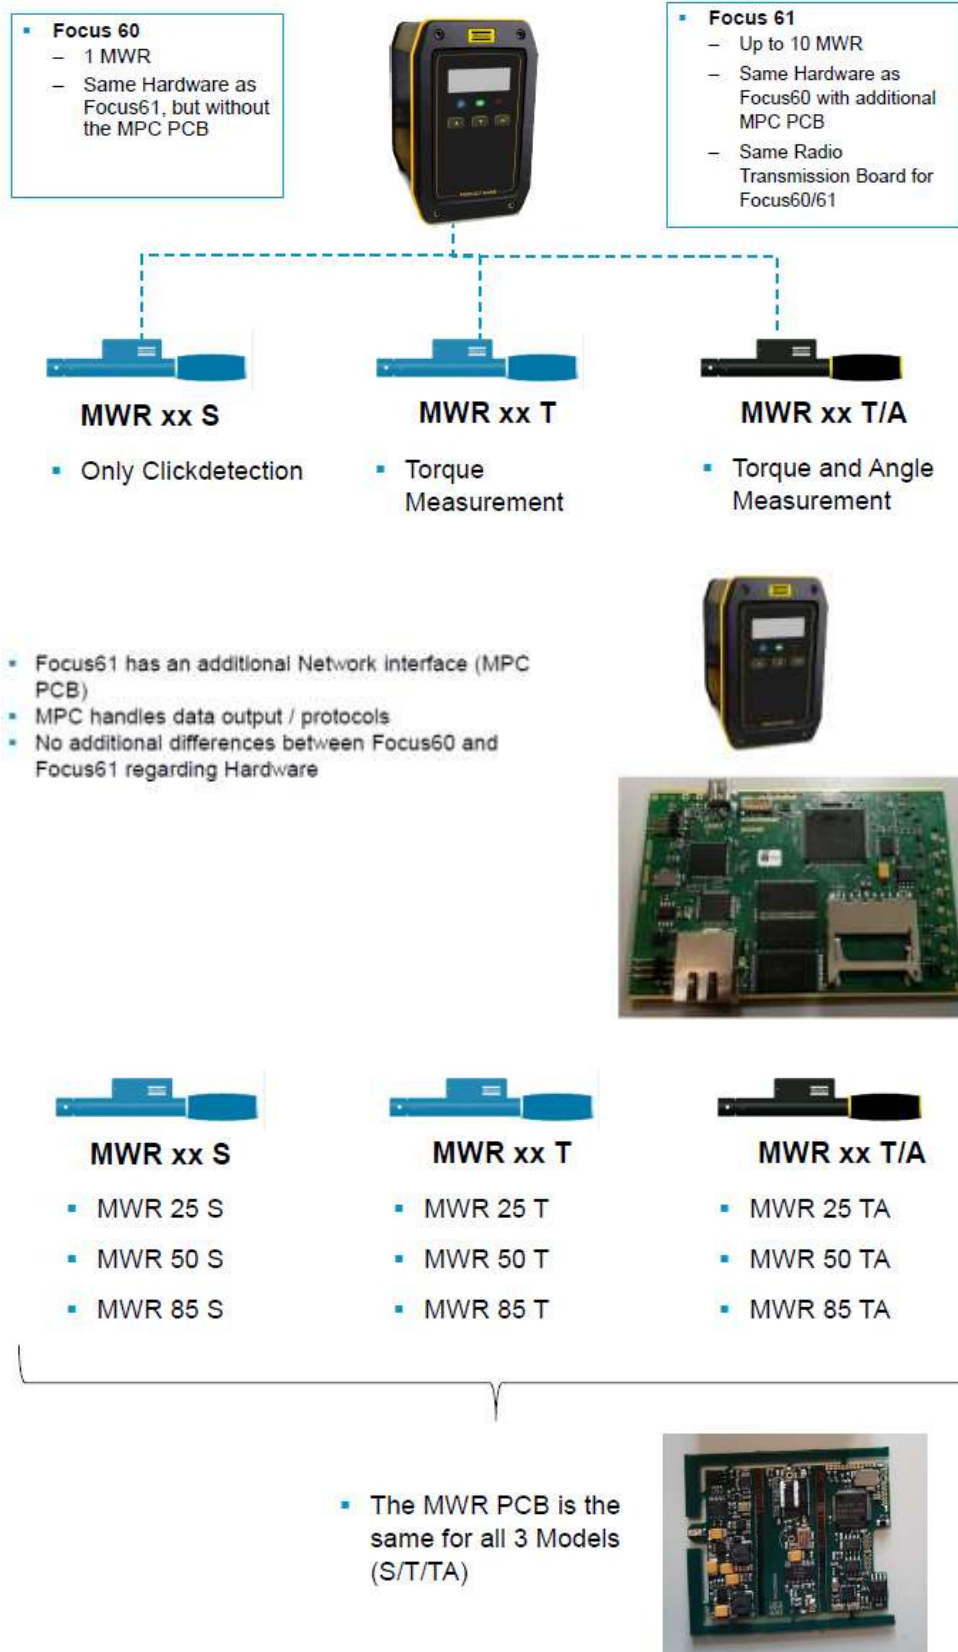 Focus 60
– 1 MWR
– Same Hardware as
Focus61, but without
the MPC PCB
Focus 61
– Up to 10 MWR
– Same Hardware as
Focus60 with additional
MPC PCB
– Same Radio
Transmission Board for
Focus60/61
MWR xx S
MWR xx T
MWR xx T/A
Only Clickdetection
Torque
Measurement
Torque and Angle
Measurement
Focus61 has an additional Network interface (MPC
PCB)
MPC handles data output / protocols
No additional differences between Focus60 and
Focus61 regarding Hardware
MWR xx S
MWR xx T
MWR xx T/A
MWR 25 S
MWR 25 T
MWR 25 TA
MWR 50 S
MWR 50 T
MWR 50 TA
MWR 85 S
MWR 85 T
MWR 85 TA
The MWR PCB is the
same for all 3 Models
(S/T/TA)